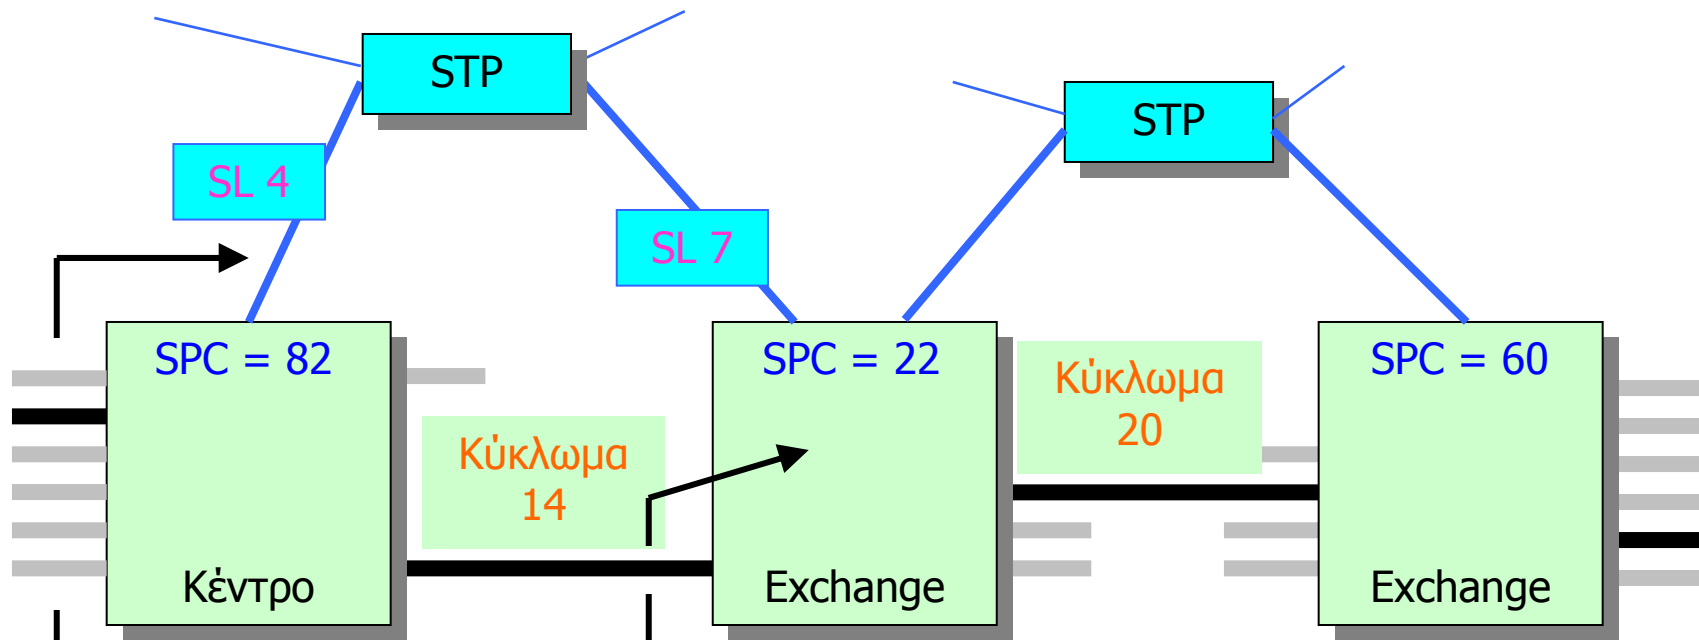 STP
STP
SL 4
SL 7
SPC = 82
SPC = 22
SPC = 60
Κύκλωμα
20
Κύκλωμα
14
Κέντρο
Exchange
Exchange